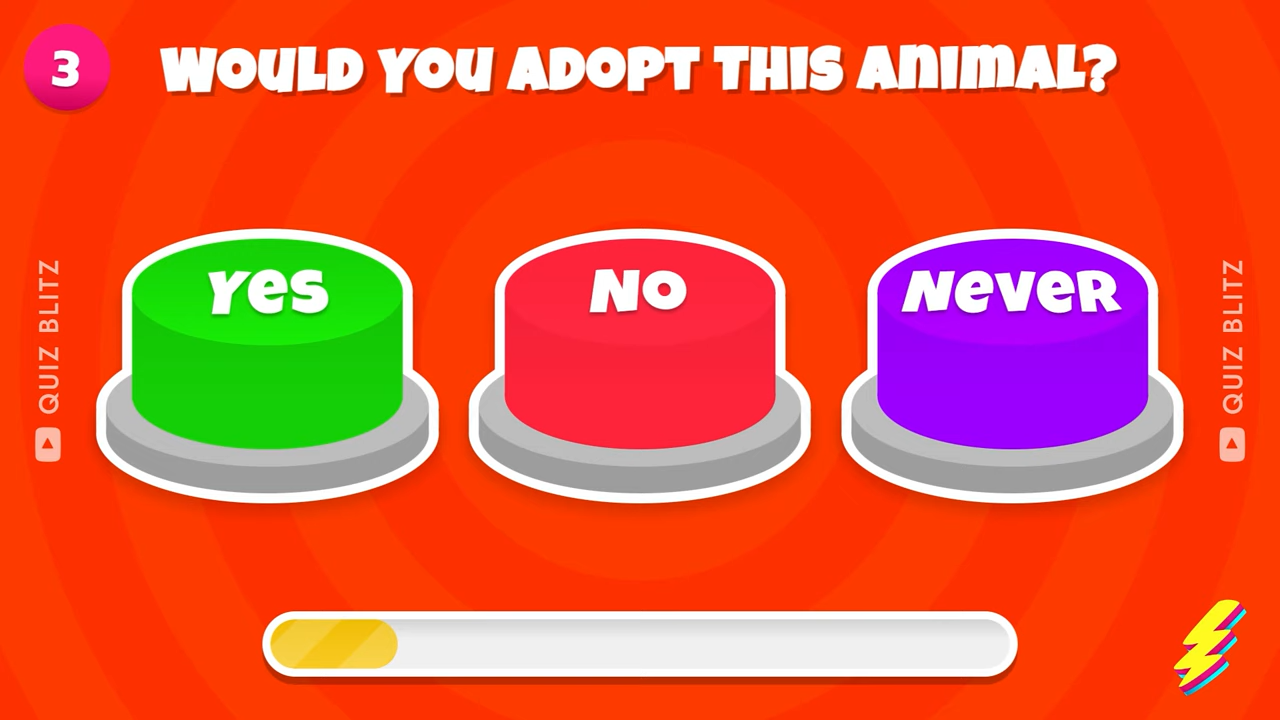 3
WOULD YOU ADOPT THIS ANIMAL?
YES
NO
NEVER
QUIZ BLITZ
QUIZ BLITZ